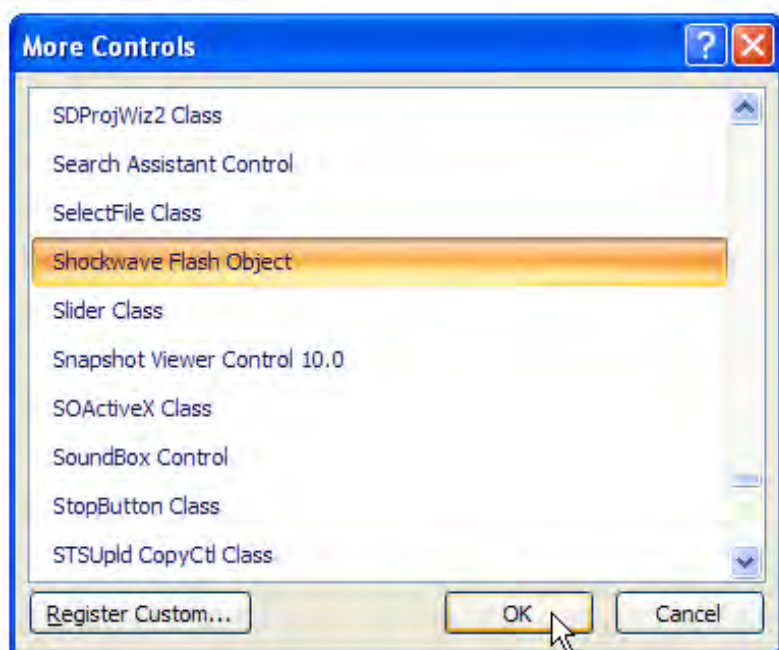 More Controls
SDProjWiz2 Class
Search Assistant Control
SelectFile Class
Shockwave Flash Object
Slider Class
Snapshot Viewer Control 10.0
SOActiveX Class
SoundBox Control
StopButton Class
STSUpld CopyCtl Class
Register Custom... OK Cancel